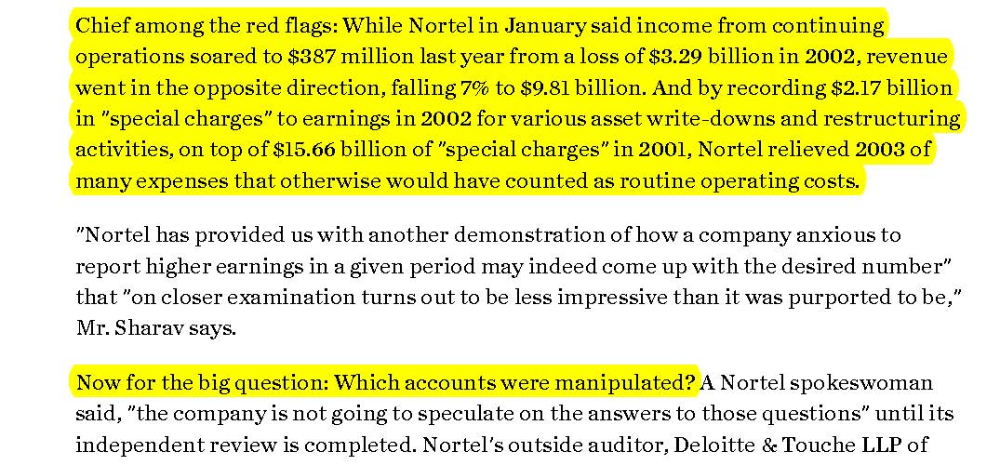 Chief among the red flags: While Nortel in January said income from continuing
operations soared to $387 million last year from a loss of $3.29 billion in 2002, revenue
went in the opposite direction, falling 7% to $9.81 billion. And by recording $2.17 billion
in "special charges" to earnings in 2002 for various asset write-downs and restructuring
activities, on top of $15.66 billion of "special charges" in 2001, Nortel relieved 2003 of
many expenses that otherwise would have counted as routine operating costs.
"Nortel has provided us with another demonstration of how a company anxious to
report higher earnings in a given period may indeed come up with the desired number"
that "on closer examination turns out to be less impressive than it was purported to be,"
Mr. Sharav says.
Now for the big question: Which accounts were manipulated? A Nortel spokeswoman
said, "the company is not going to speculate on the answers to those questions" until its
independent review is completed. Nortel's outside auditor, Deloitte & Touche LLP of